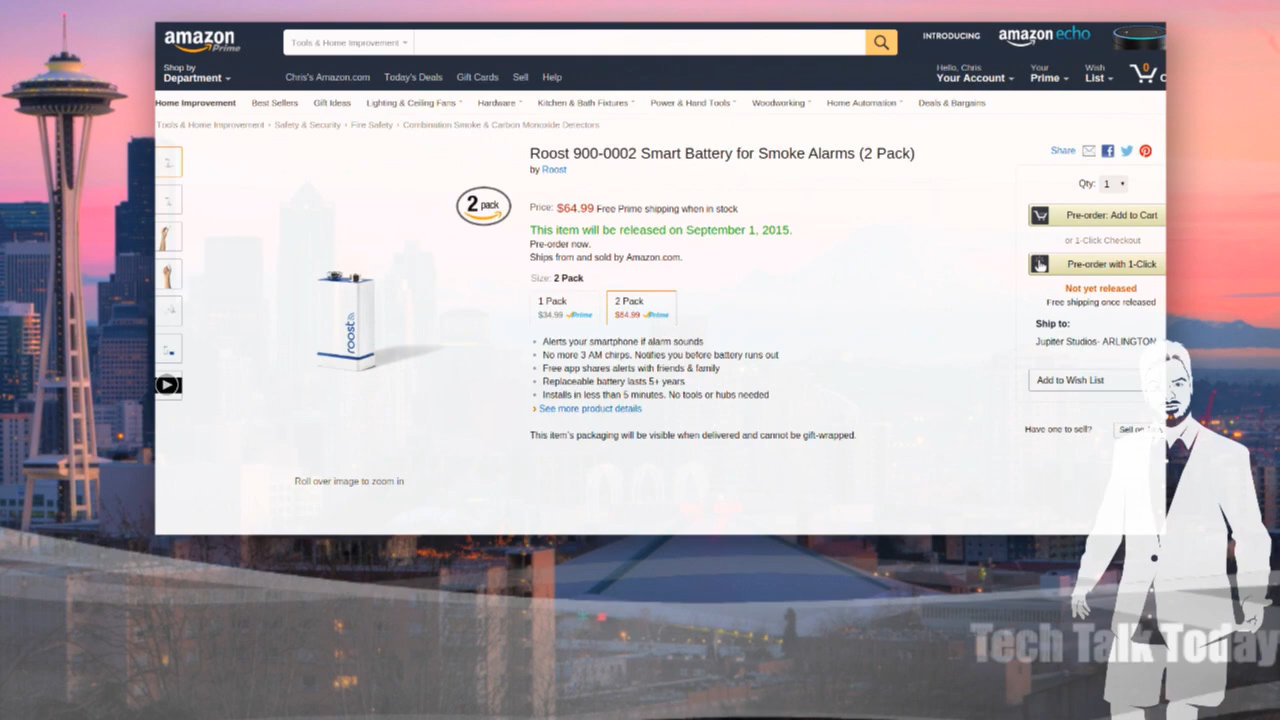 amazon Prime
Tools & Home Improvement
INTRODUCING amazon echo
Shop by
Department
Chris's Amazon.com Today's Deals Gift Cards Sell Help
Hello, Chris
Your Account
Your
Prime
Wish
List
0
C
Home Improvement Best Sellers Gift Ideas Lighting & Ceiling Fans Hardware Kitchen & Bath Fixtures Power & Hand Tools Woodworking Home Automation Deals & Bargains
Tools & Home Improvement › Safety & Security › Fire Safety › Combination Smoke & Carbon Monoxide Detectors
Roost 900-0002 Smart Battery for Smoke Alarms (2 Pack)
by Roost
Share
Qty: 1
2 pack
Price: $64.99 Free Prime shipping when in stock
Pre-order: Add to Cart
This item will be released on September 1, 2015.
Pre-order now.
or 1-Click Checkout
Ships from and sold by Amazon.com.
Pre-order with 1-Click
Size: 2 Pack
Not yet released
1 Pack
$34.99 Prime
2 Pack
$64.99 Prime
Free shipping once released
Ship to:
roost
Jupiter Studios- ARLINGTON
• Alerts your smartphone if alarm sounds
• No more 3 AM chirps. Notifies you before battery runs out
• Free app shares alerts with friends & family
• Replaceable battery lasts 5+ years
• Installs in less than 5 minutes. No tools or hubs needed
› See more product details
Add to Wish List
This item's packaging will be visible when delivered and cannot be gift-wrapped.
Have one to sell? Sell on
Roll over image to zoom in
Tech Talk Today